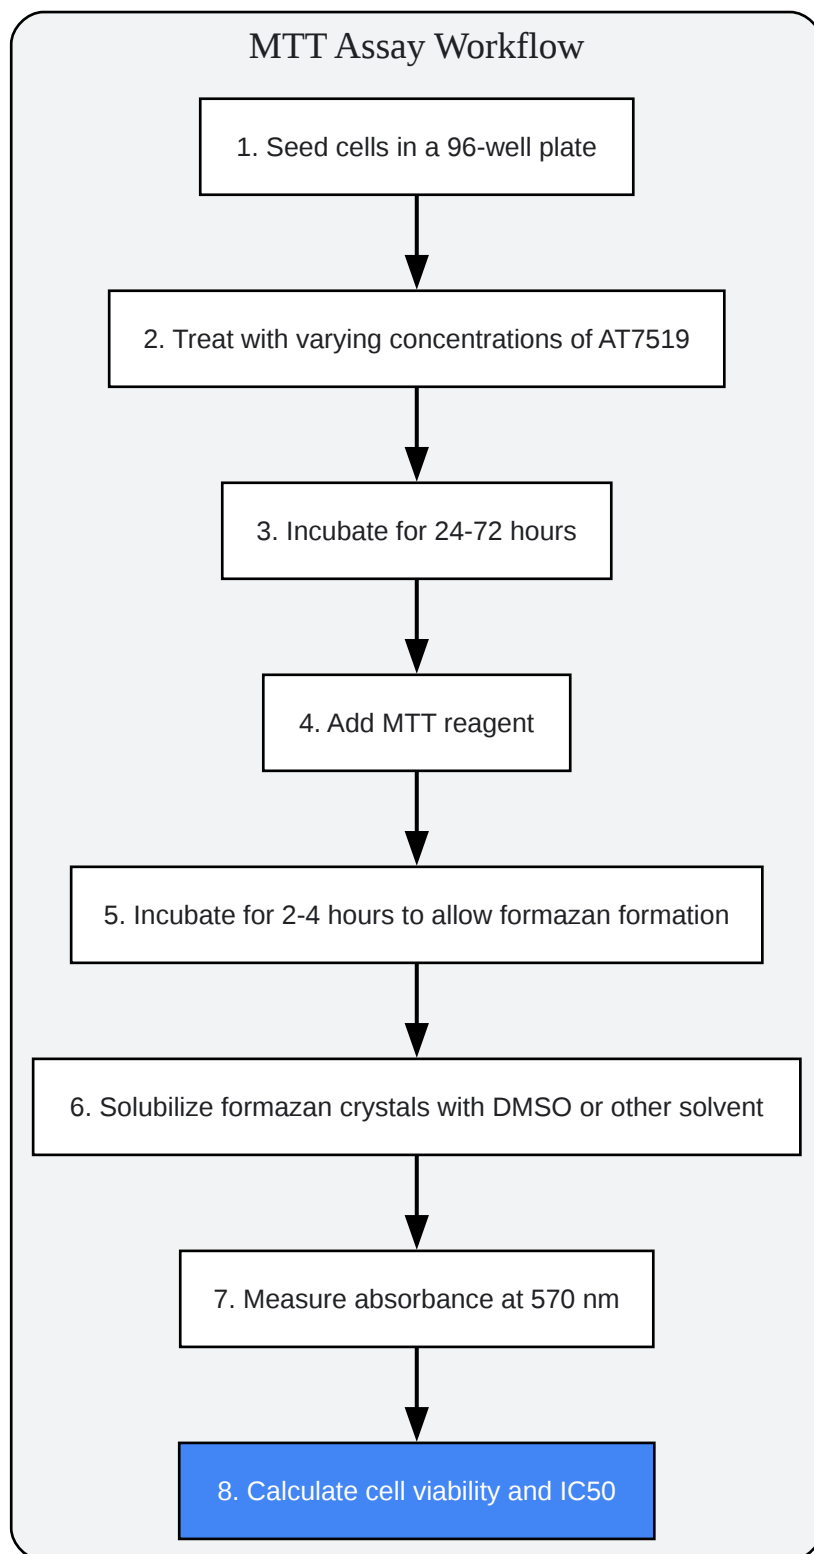 MTT Assay Workflow
1. Seed cells in a 96-well plate
2. Treat with varying concentrations of AT7519
3. Incubate for 24-72 hours
4. Add MTT reagent
5. Incubate for 2-4 hours to allow formazan formation
6. Solubilize formazan crystals with DMSO or other solvent
7. Measure absorbance at 570 nm
8. Calculate cell viability and IC50